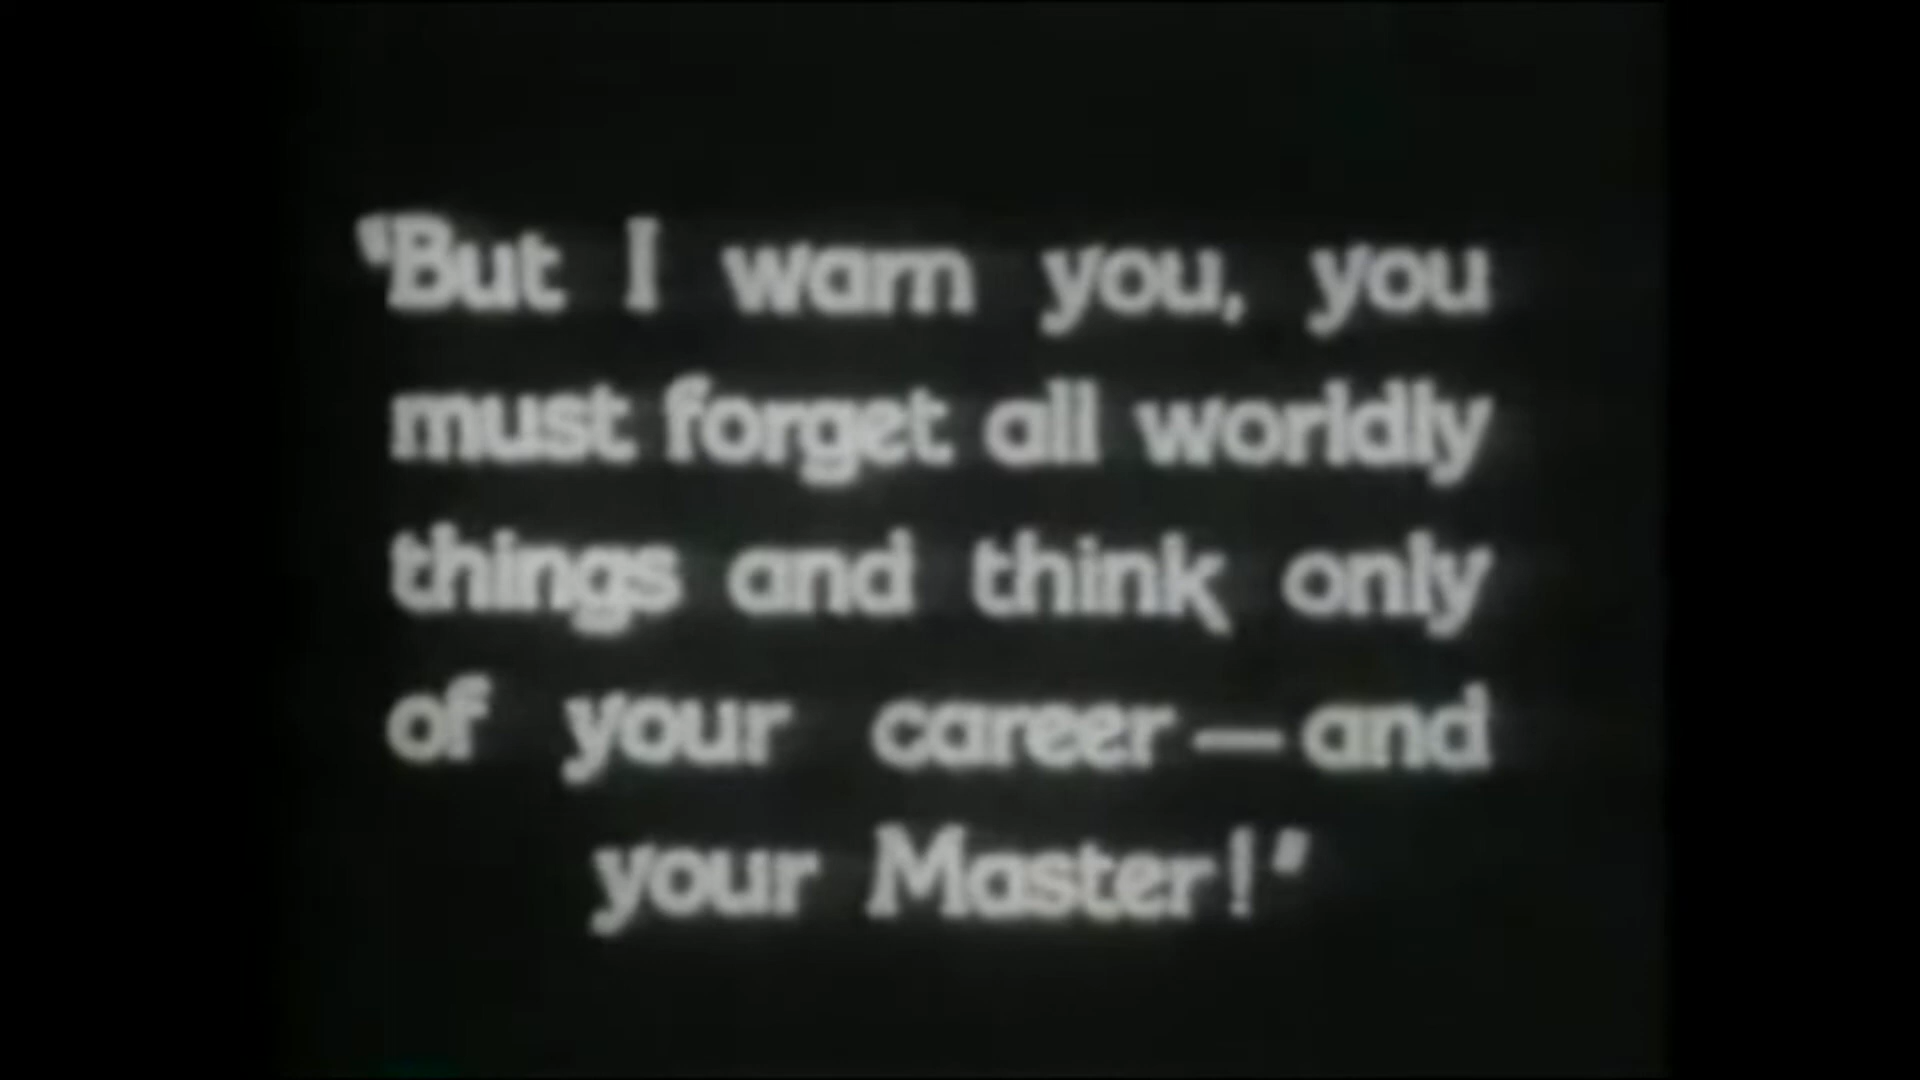 "But I warn you, you
must forget all worldly
things and think only
of your career—and
your Master!"